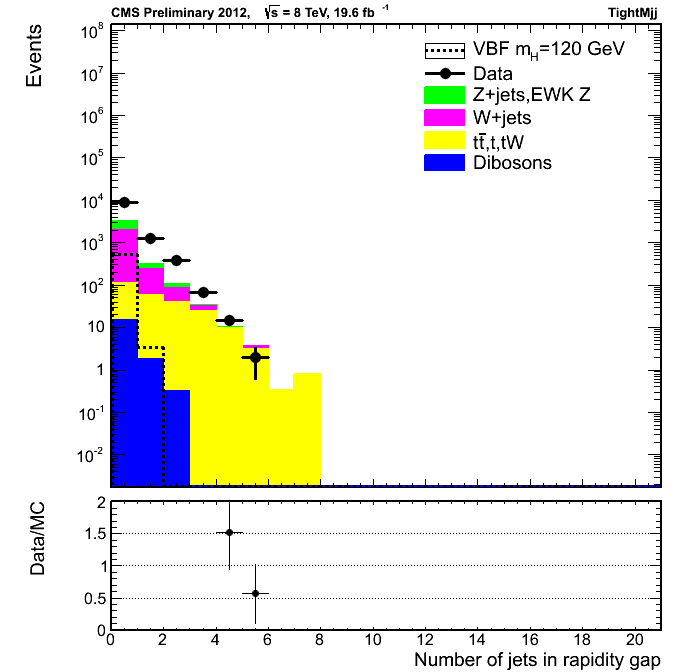 CMS Preliminary 2012, √s = 8 TeV, 19.6 fb⁻¹ TightMjj
Events
10⁸
10⁷
10⁶
10⁵
10⁴
10³
10²
10
1
10⁻¹
10⁻²
VBF m_H=120 GeV
Data
Z+jets,EWK Z
W+jets
tt̅,t,tW
Dibosons
Data/MC
2
1.5
1
0.5
0
0 2 4 6 8 10 12 14 16 18 20
Number of jets in rapidity gap